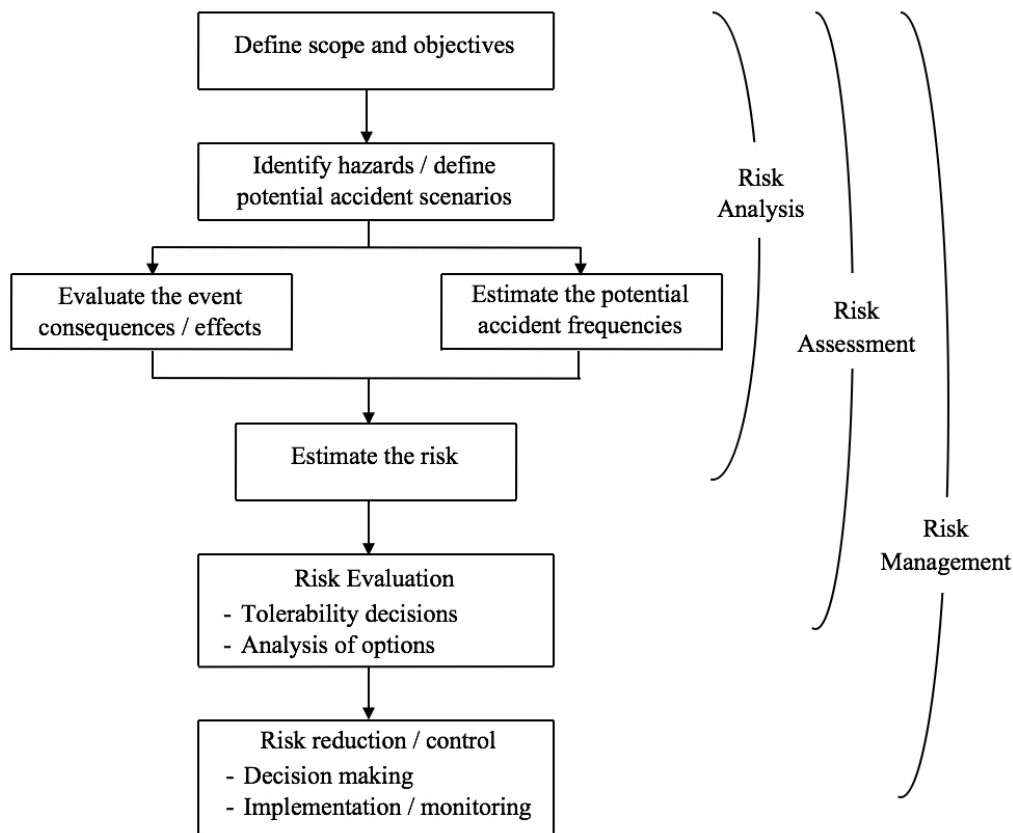 Define scope and objectives
Identify hazards / define
potential accident scenarios
Evaluate the event
consequences / effects
Estimate the potential
accident frequencies
Estimate the risk
Risk Evaluation
- Tolerability decisions
- Analysis of options
Risk reduction / control
- Decision making
- Implementation / monitoring
Risk
Analysis
Risk
Assessment
Risk
Management